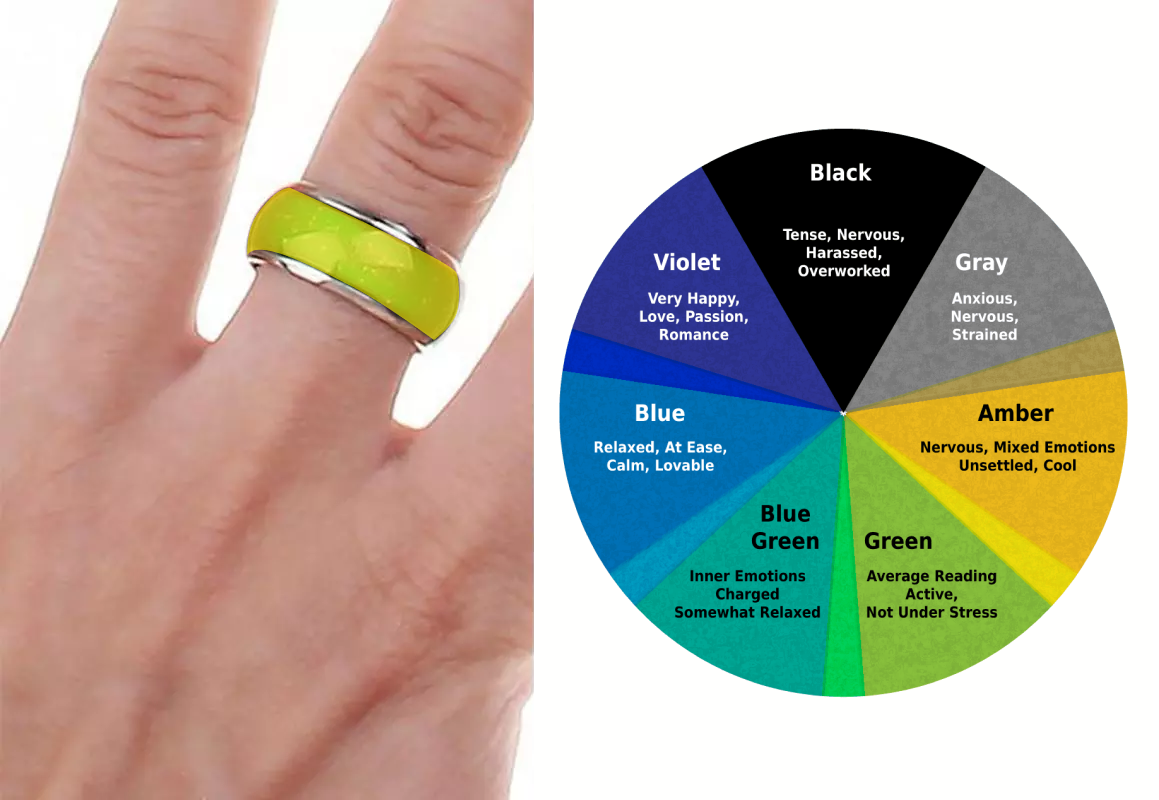 Black
Tense, Nervous,
Harassed,
Overworked
Violet
Very Happy,
Love, Passion,
Romance
Gray
Anxious,
Nervous,
Strained
Blue
Relaxed, At Ease,
Calm, Lovable
Amber
Nervous, Mixed Emotions
Unsettled, Cool
Blue
Green
Inner Emotions
Charged
Somewhat Relaxed
Green
Average Reading
Active,
Not Under Stress